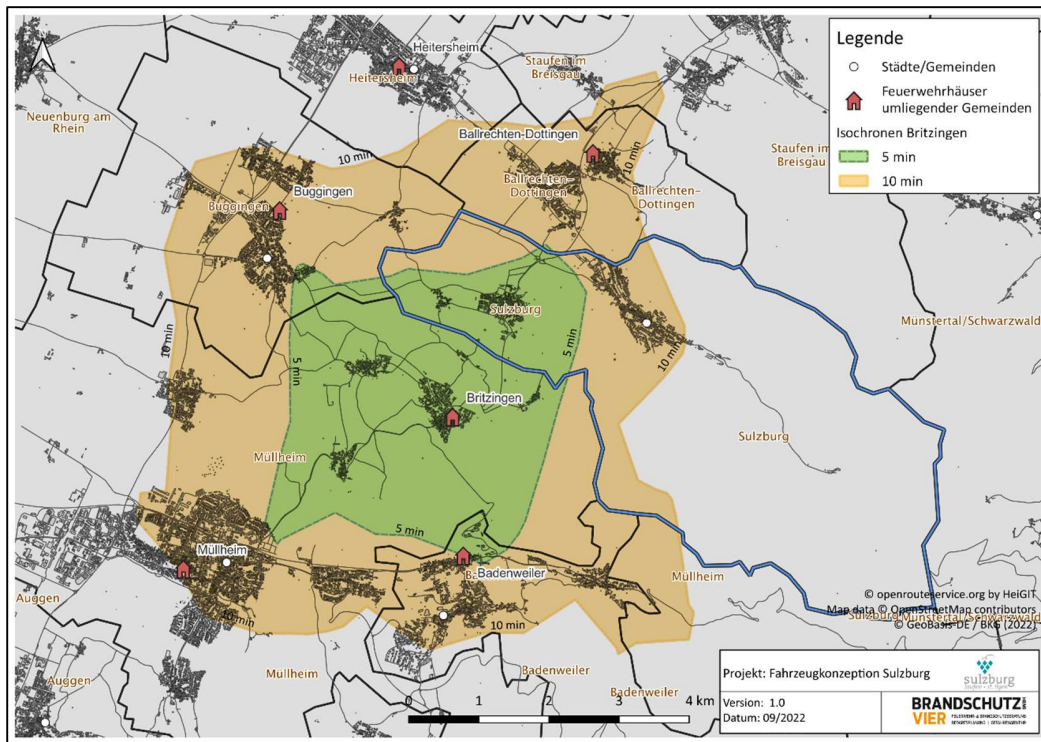 Heitersheim
Heitersheim
Staufen im
Breisgau
Neuenburg am
Rhein
Ballrechten-Dottingen
10 min
10 min
Staufen im
Breisgau
Buggingen
Buggingen
Ballrechten-
Dottingen
Ballrechten-
Dottingen
Sulzburg
Münstertal/Schwarzwald
10 min
5 min
5 min
10 min
Britzingen
Sulzburg
Müllheim
5 min
Müllheim
Badenweiler
Müllheim
Auggen
10 min
10 min
Müllheim
Badenweiler
Badenweiler
Auggen
Legende
Städte/Gemeinden
Feuerwehrhäuser
umliegender Gemeinden
Isochronen Britzingen
5 min
10 min
© openrouteservice.org by HeiGIT
Map data © OpenStreetMap contributors
© GeoBasis-DE / BKG (2022)
Sulzburg
Münstertal/Schwarzwald
0 1 2 3 4 km
Projekt: Fahrzeugkonzeption Sulzburg
sulzburg
Version: 1.0
Datum: 09/2022
BRANDSCHUTZ
VIER